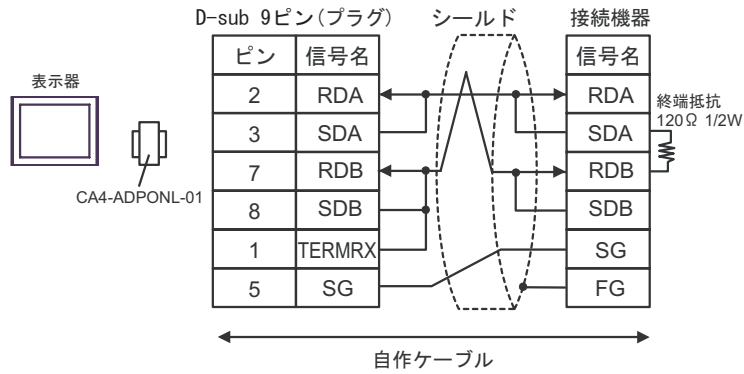 D-sub 9ピン(プラグ) シールド 接続機器
ピン 信号名 信号名
表示器
2 RDA RDA
終端抵抗
120Ω 1/2W
3 SDA SDA
7 RDB RDB
CA4-ADPONL-01
8 SDB SDB
1 TERMRX SG
5 SG FG
自作ケーブル